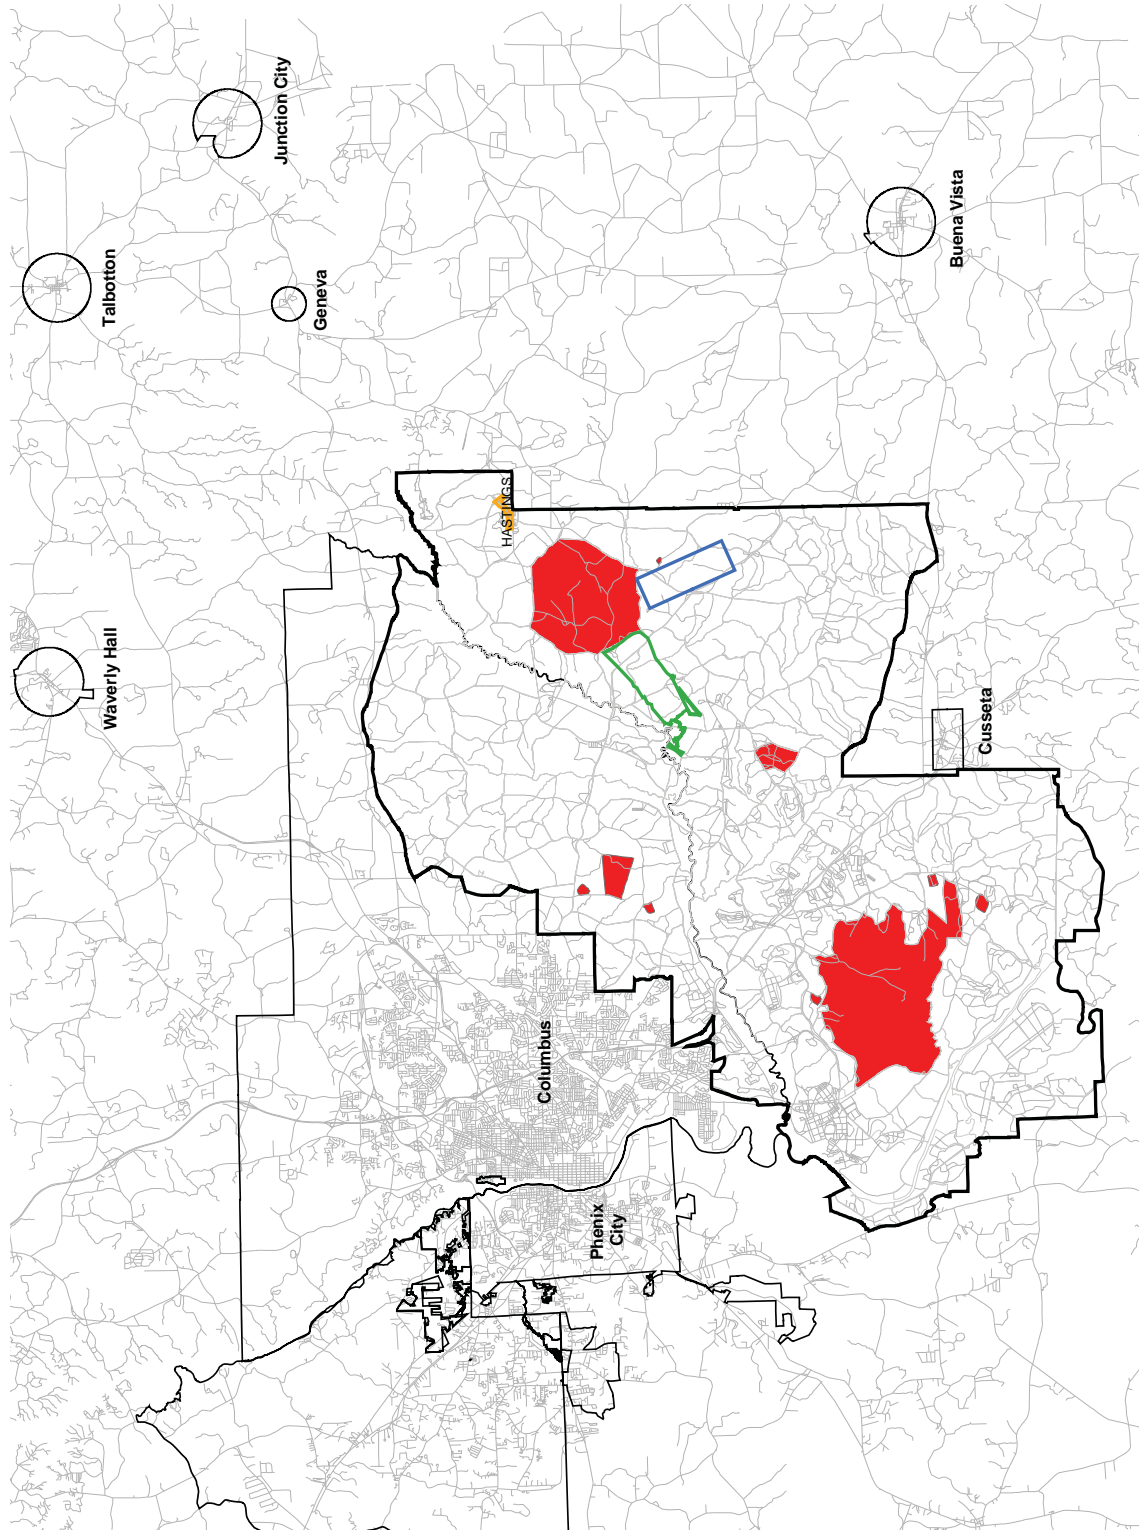 Junction City
Talbotton
Geneva
Buena Vista
HASTINGS
Waverly Hall
Cusseta
Columbus
Phenix
City